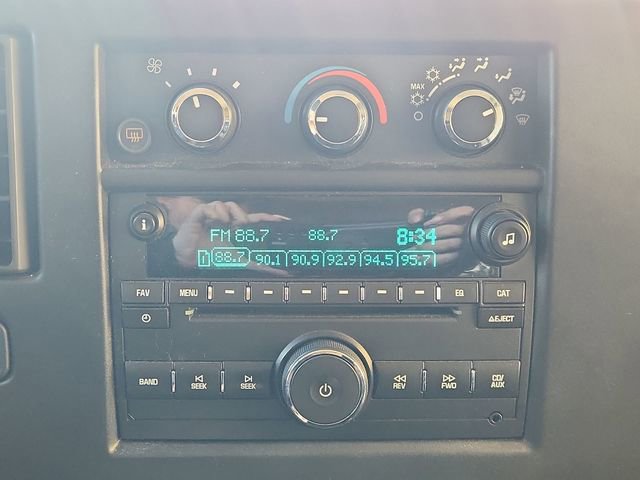 MAX
i
FM 88.7 88.7 8:34
1 88.7 90.1 90.9 92.9 94.5 95.7
FAV MENU EQ CAT
EJECT
BAND SEEK SEEK REV FWD CD/
AUX